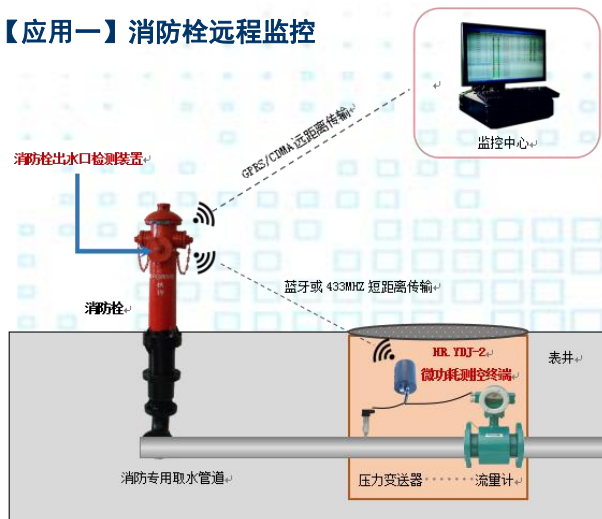 【应用一】消防栓远程监控
监控中心
GPRS/CDMA远距离传输
消防栓出水口检测装置
蓝牙或433MHZ短距离传输
消防栓
HR.YDJ-2
微功耗测控终端
表井
消防专用取水管道
压力变送器
流量计